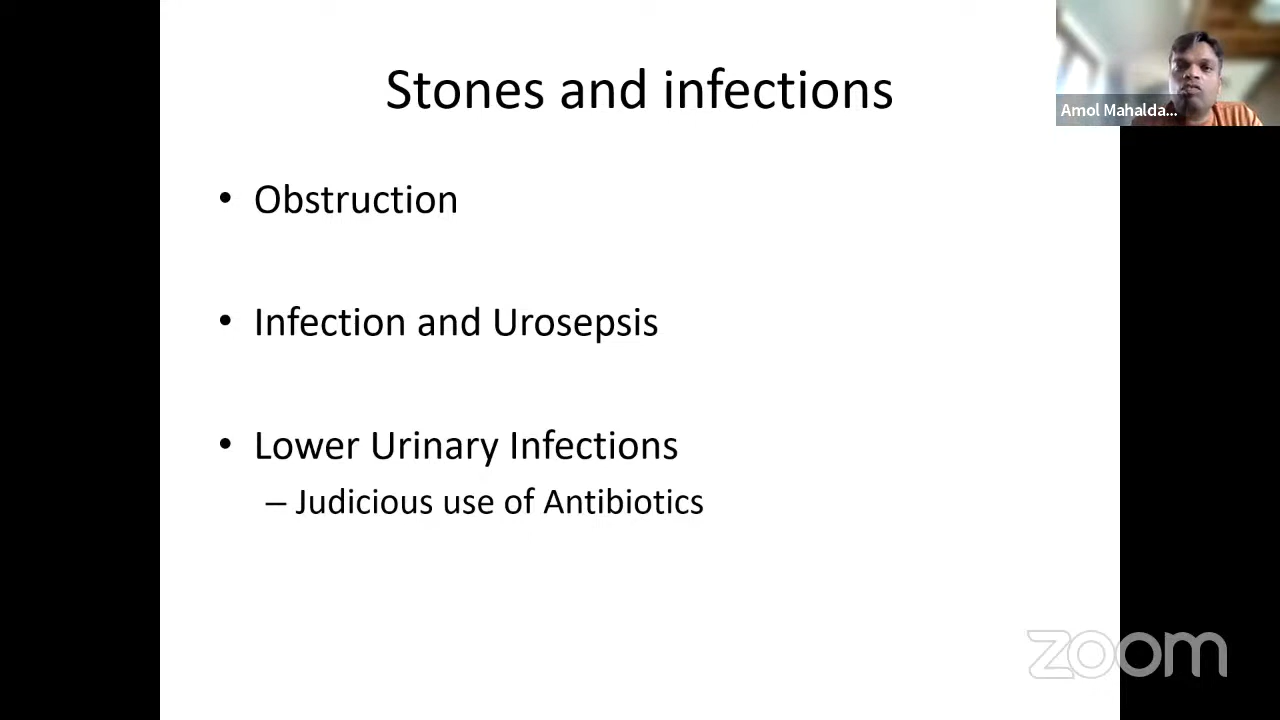 Stones and infections
Amol Mahalda...
• Obstruction
• Infection and Urosepsis
• Lower Urinary Infections
– Judicious use of Antibiotics
zoom